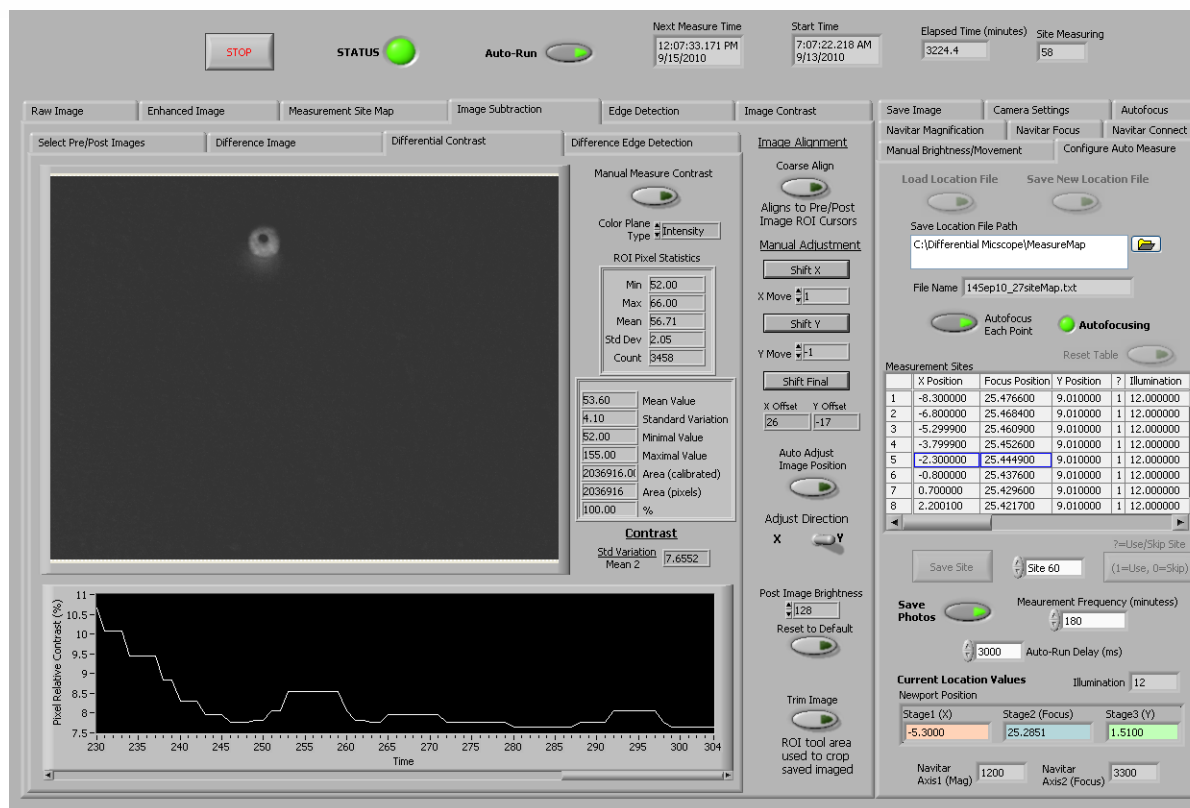 Next Measure Time
Start Time
Elapsed Time (minutes)
Site Measuring
STOP
STATUS
Auto-Run
12:07:33.171 PM
9/15/2010
7:07:22.218 AM
9/13/2010
3224.4
58
Raw Image
Enhanced Image
Measurement Site Map
Image Subtraction
Edge Detection
Image Contrast
Select Pre/Post Images
Difference Image
Differential Contrast
Difference Edge Detection
Manual Measure Contrast
Color Plane
Type
Intensity
ROI Pixel Statistics
Min 52.00
Max 66.00
Mean 56.71
Std Dev 2.05
Count 3458
53.60 Mean Value
4.10 Standard Variation
52.00 Minimal Value
155.00 Maximal Value
2036916.0 Area (calibrated)
2036916 Area (pixels)
100.00 %
Contrast
Std Variation
Mean 2
7.6552
Pixel Relative Contrast (%)
11
10.5
10
9.5
9
8.5
8
7.5
230 235 240 245 250 255 260 265 270 275 280 285 290 295 300 304
Time
Image Alignment
Coarse Align
Aligns to Pre/Post
Image ROI Cursors
Manual Adjustment
Shift X
X Move 1
Shift Y
Y Move -1
Shift Final
X Offset Y Offset
26 -17
Auto Adjust
Image Position
Adjust Direction
X Y
Post Image Brightness
128
Reset to Default
Trim Image
ROI tool area
used to crop
saved imaged
Save Image
Camera Settings
Autofocus
Navitar Magnification
Navitar Focus
Navitar Connect
Manual Brightness/Movement
Configure Auto Measure
Load Location File
Save New Location File
Save Location File Path
C:\Differential Micscope\MeasureMap
File Name 14Sep10_27siteMap.txt
Autofocus
Each Point
Autofocusing
Reset Table
Measurement Sites
X Position Focus Position Y Position ? Illumination
1 -8.300000 25.476600 9.010000 1 12.000000
2 -6.800000 25.468400 9.010000 1 12.000000
3 -5.299900 25.460900 9.010000 1 12.000000
4 -3.799900 25.452600 9.010000 1 12.000000
5 -2.300000 25.444900 9.010000 1 12.000000
6 -0.800000 25.437600 9.010000 1 12.000000
7 0.700000 25.429600 9.010000 1 12.000000
8 2.200100 25.421700 9.010000 1 12.000000
?=Use/Skip Site
Save Site
Site 60
(1=Use, 0=Skip)
Save
Photos
Meaurement Frequency (minutess)
180
3000 Auto-Run Delay (ms)
Current Location Values
Illumination 12
Newport Position
Stage1 (X) Stage2 (Focus) Stage3 (Y)
-5.3000 25.2851 1.5100
Navitar
Axis1 (Mag)
1200
Navitar
Axis2 (Focus)
3300